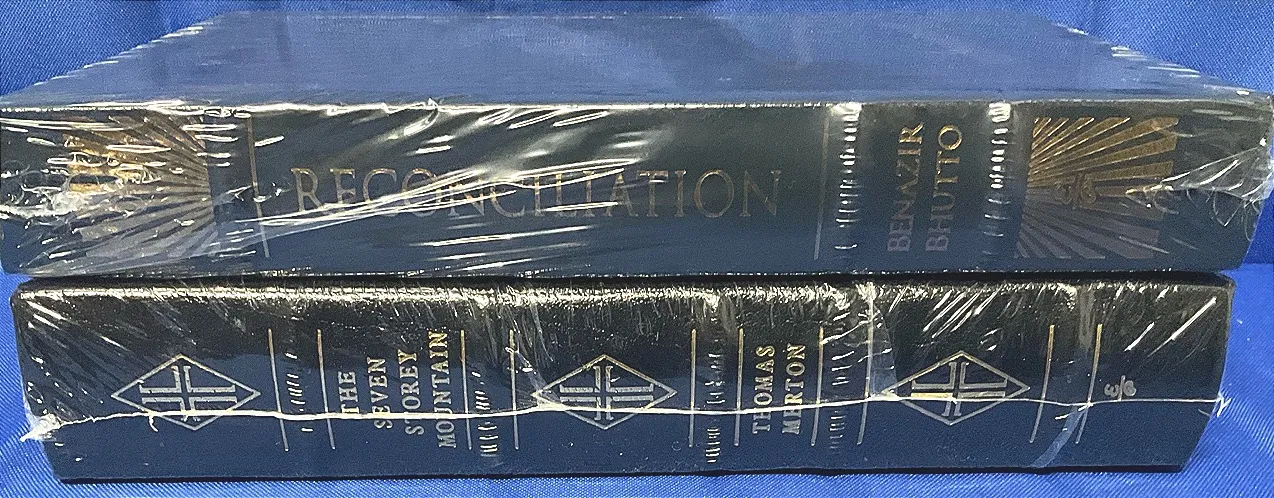 RECONCILIATION
BENAZIR
BHUTTO
THE
SEVEN
STOREY
MOUNTAIN
THOMAS
MERTON